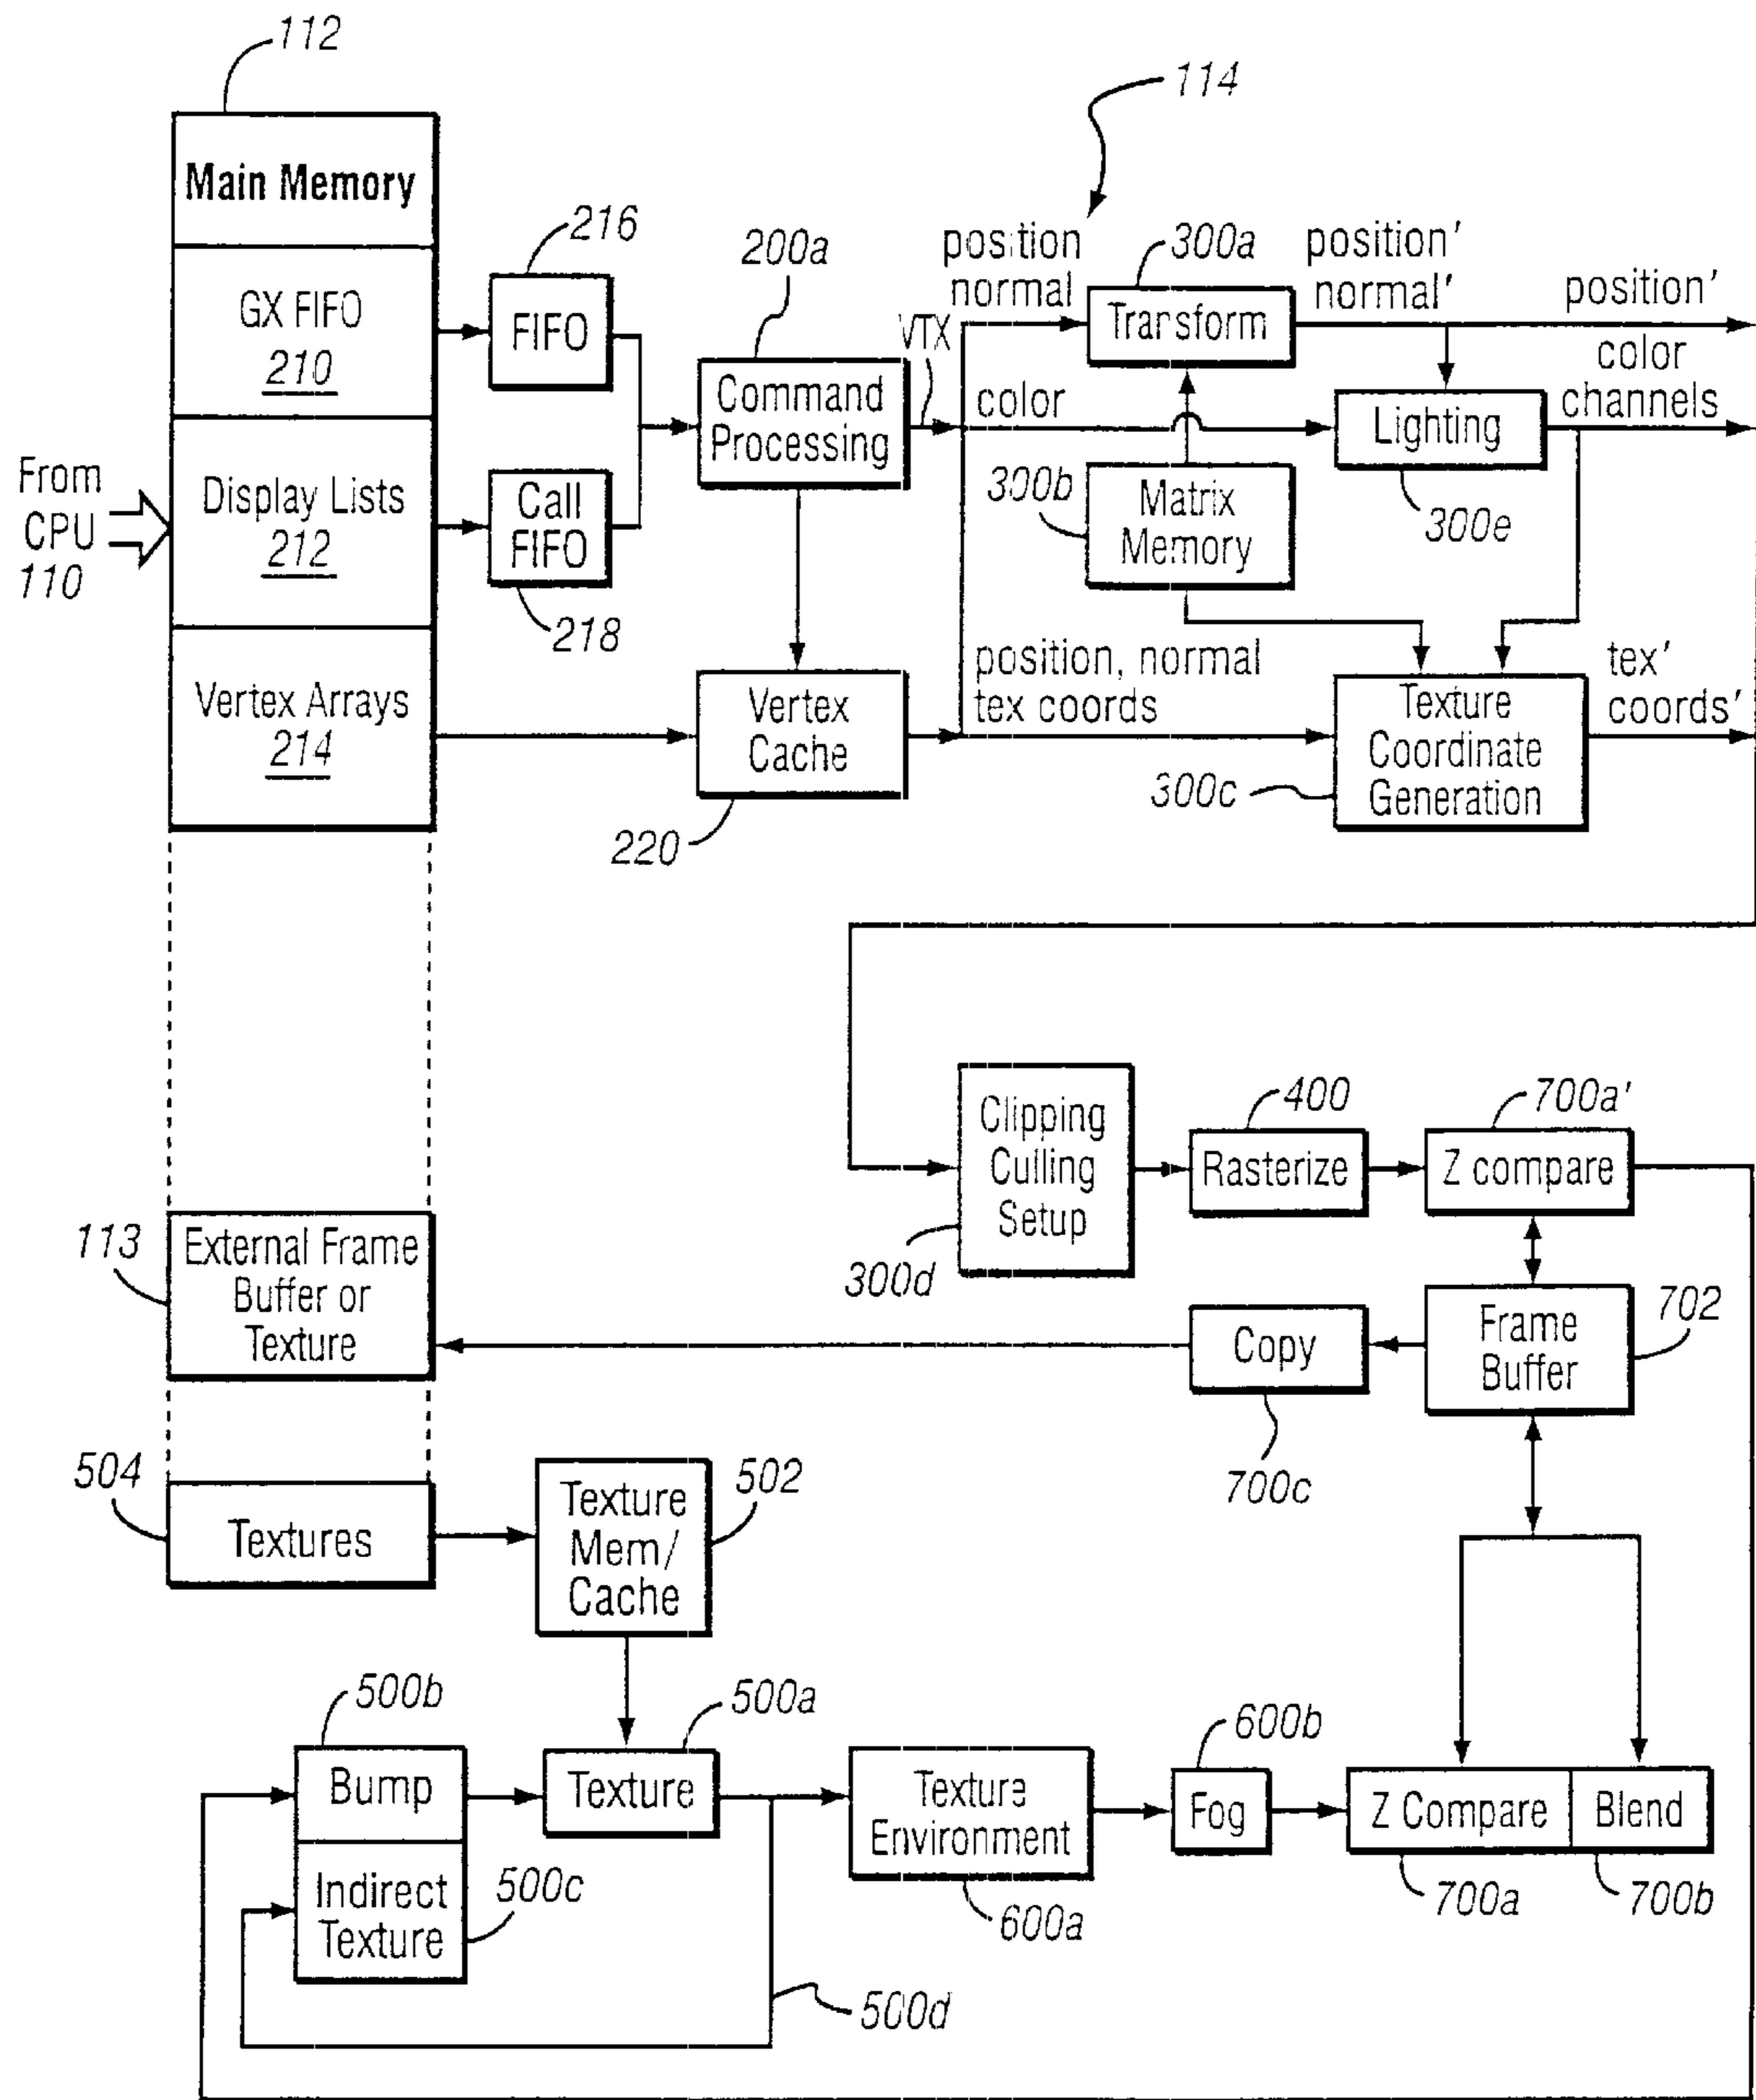 112
114
Main Memory
GX FIFO
210
Display Lists
212
Vertex Arrays
214
From
CPU
110
216
FIFO
Call
FIFO
218
200a
Command
Processing
VTX
Vertex
Cache
220
position
normal
300a
Transform
position'
normal'
position'
color
color
channels
Lighting
300e
300b
Matrix
Memory
position, normal
tex coords
Texture
Coordinate
Generation
300c
tex'
coords'
Clipping
Culling
Setup
300d
400
Rasterize
700a'
Z compare
113
External Frame
Buffer or
Texture
Copy
700c
Frame
Buffer
702
504
Textures
Texture
Mem/
Cache
502
500b
Bump
Indirect
Texture
500c
500a
Texture
500d
Texture
Environment
600a
600b
Fog
Z Compare
Blend
700a
700b